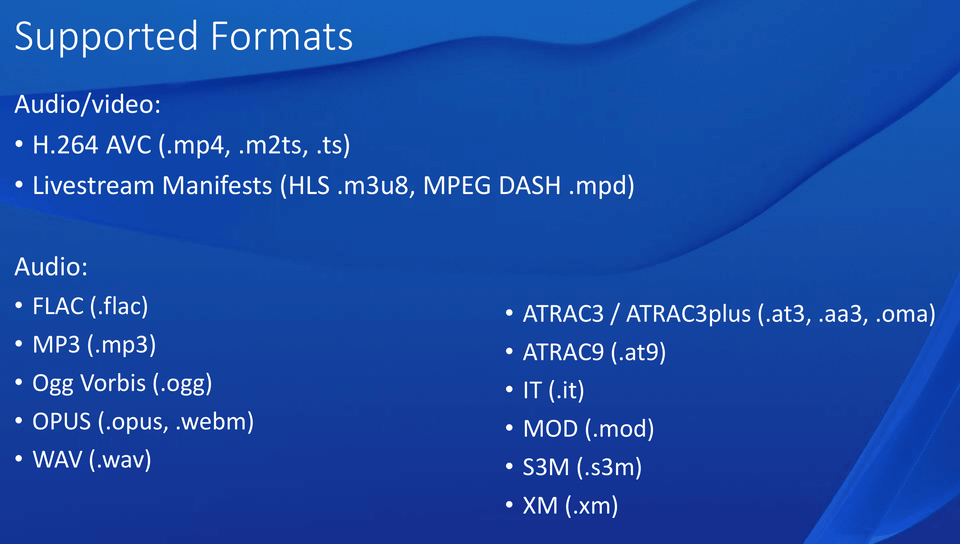 Supported Formats
Audio/video:
• H.264 AVC (.mp4, .m2ts, .ts)
• Livestream Manifests (HLS .m3u8, MPEG DASH .mpd)
Audio:
• FLAC (.flac)
• MP3 (.mp3)
• Ogg Vorbis (.ogg)
• OPUS (.opus, .webm)
• WAV (.wav)
• ATRAC3 / ATRAC3plus (.at3, .aa3, .oma)
• ATRAC9 (.at9)
• IT (.it)
• MOD (.mod)
• S3M (.s3m)
• XM (.xm)